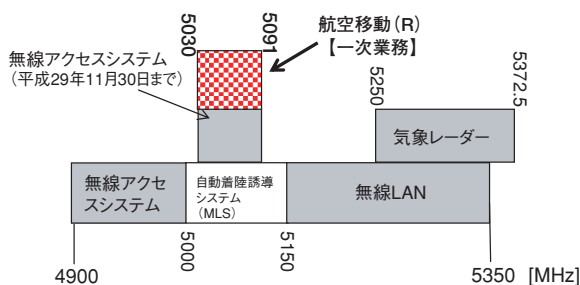 5030
5091
航空移動(R)
【一次業務】
無線アクセスシステム
(平成29年11月30日まで)
5250
5372.5
気象レーダー
無線アクセ
スシステム
自動着陸誘導
システム
(MLS)
無線LAN
4900
5000
5150
5350 [MHz]